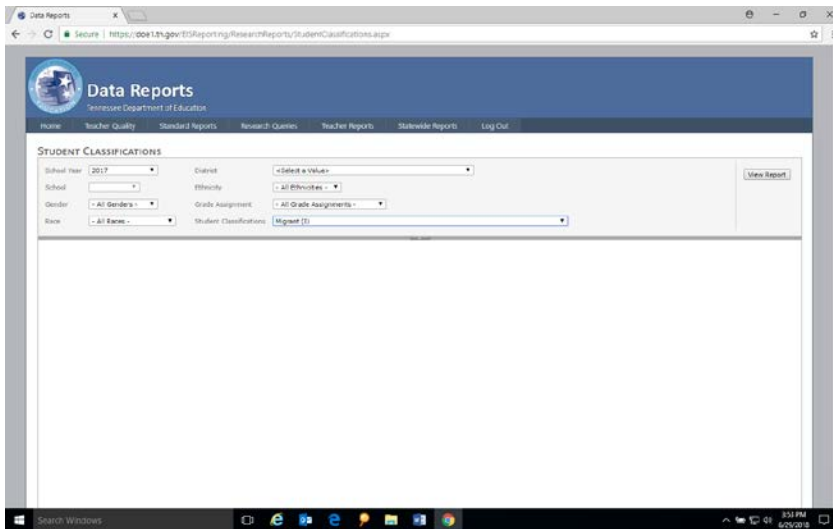 Data Reports
Secure | https://doe1.tn.gov/EISReporting/ResearchReports/StudentClassifications.aspx
Data Reports
Tennessee Department of Education
Home Teacher Quality Standard Reports Research Queries Teacher Reports Statewide Reports Log Out
STUDENT CLASSIFICATIONS
School Year 2017 District <Select a Value> View Report
School Ethnicity - All Ethnicities -
Gender - All Genders - Grade Assignment - All Grade Assignments -
Race - All Races - Student Classifications Migrant (I)
Search Windows
3:53 PM
6/29/2018